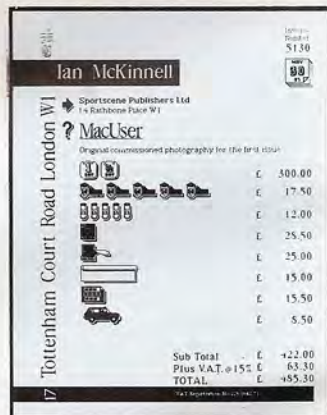 Invoice
Number
5130
NOV
Ian McKinnell
Sportscene Publishers Ltd
14 Rathbone Place W1
? MacUser
Original commissioned photography for the first issue
£ 300.00
£ 17.50
£ 12.00
£ 25.50
£ 25.00
£ 15.00
£ 15.50
£ 5.50
Sub Total £ 422.00
Plus V.A.T. @ 15% £ 63.30
TOTAL £ 485.30
17 Tottenham Court Road London W1